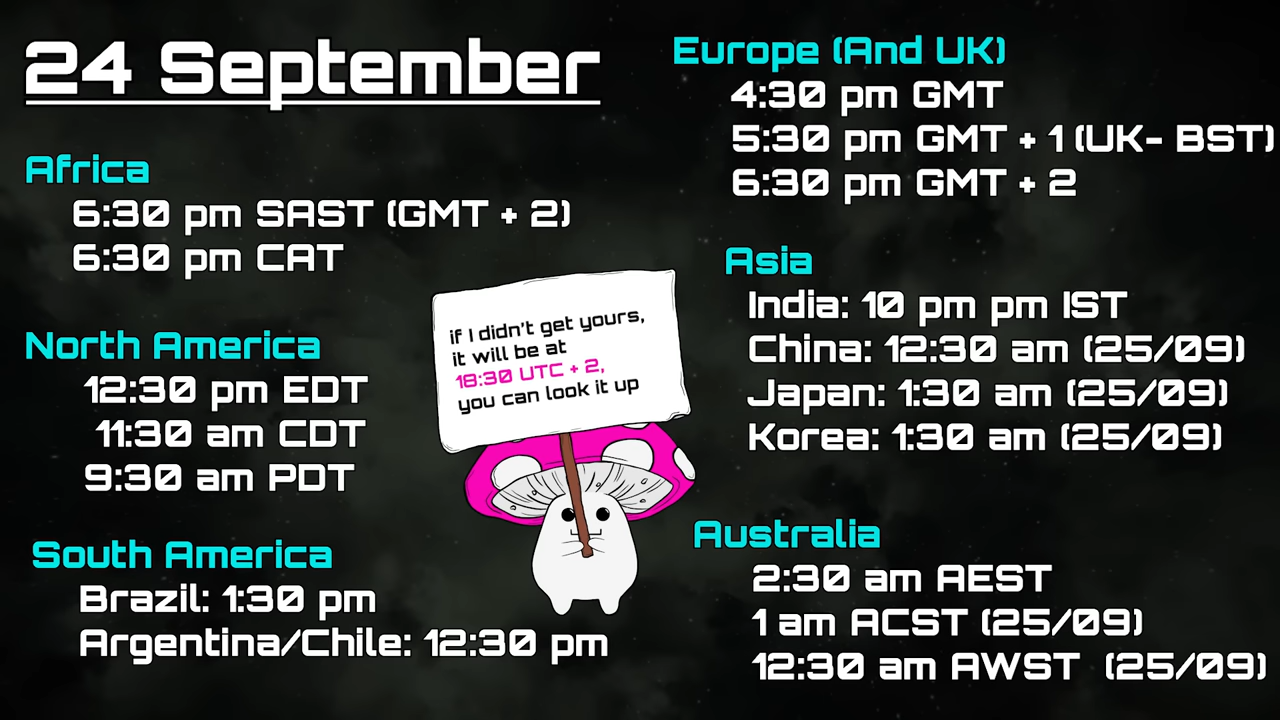 24 September
Africa
6:30 pm SAST (GMT + 2)
6:30 pm CAT
North America
12:30 pm EDT
11:30 am CDT
9:30 am PDT
South America
Brazil: 1:30 pm
Argentina/Chile: 12:30 pm
if I didn't get yours,
it will be at
18:30 UTC + 2,
you can look it up
Europe (And UK)
4:30 pm GMT
5:30 pm GMT + 1 (UK- BST)
6:30 pm GMT + 2
Asia
India: 10 pm pm IST
China: 12:30 am (25/09)
Japan: 1:30 am (25/09)
Korea: 1:30 am (25/09)
Australia
2:30 am AEST
1 am ACST (25/09)
12:30 am AWST (25/09)